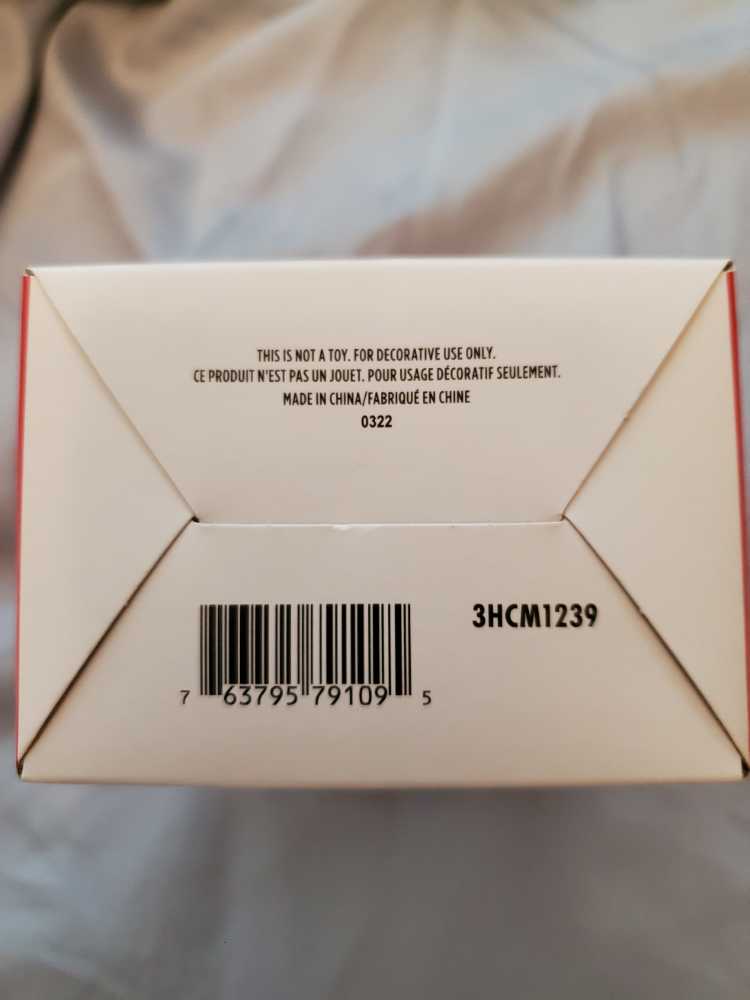 THIS IS NOT A TOY. FOR DECORATIVE USE ONLY.
CE PRODUIT N'EST PAS UN JOUET. POUR USAGE DÉCORATIF SEULEMENT.
MADE IN CHINA/FABRIQUÉ EN CHINE
0322
3HCM1239
7 63795 79109 5